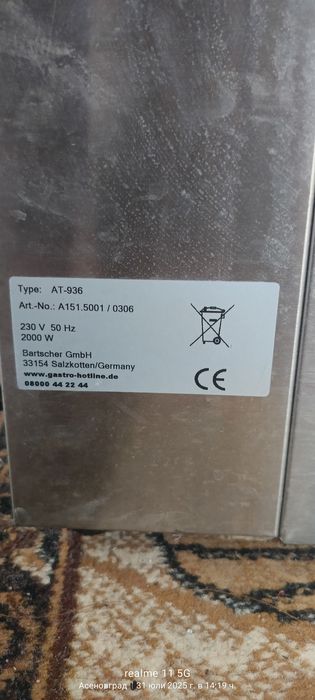 Type: AT-936
Art.-No.: A151.5001 / 0306
230 V 50 Hz
2000 W
Bartscher GmbH
33154 Salzkotten/Germany
www.gastro-hotline.de
08000 44 22 44
CE
realme 11 5G
Асеновград 31 юли 2025 г. в 14:19 ч.